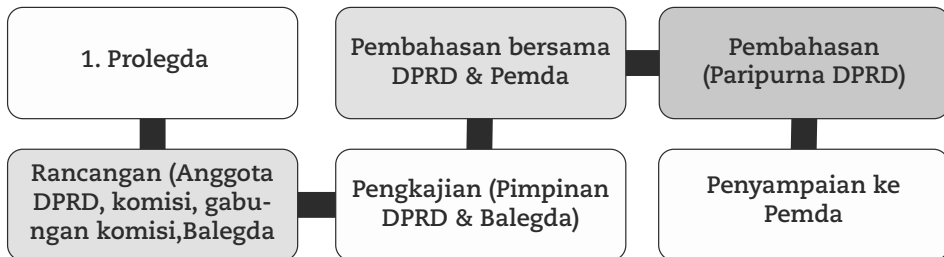 1. Prolegda
Rancangan (Anggota
DPRD, komisi, gabu-
ngan komisi,Balegda
Pengkajian (Pimpinan
DPRD & Balegda)
Pembahasan bersama
DPRD & Pemda
Pembahasan
(Paripurna DPRD)
Penyampaian ke
Pemda